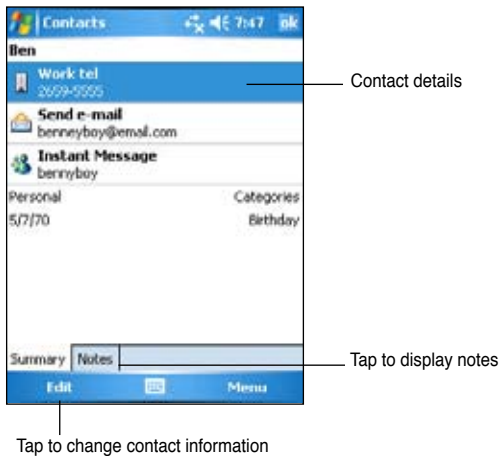 Contacts 7:47 ok
Ben
Work tel
2659-5555
Contact details
Send e-mail
benneyboy@email.com
Instant Message
bennyboy
Personal Categories
5/7/70 Birthday
Summary Notes
Tap to display notes
Edit Menu
Tap to change contact information